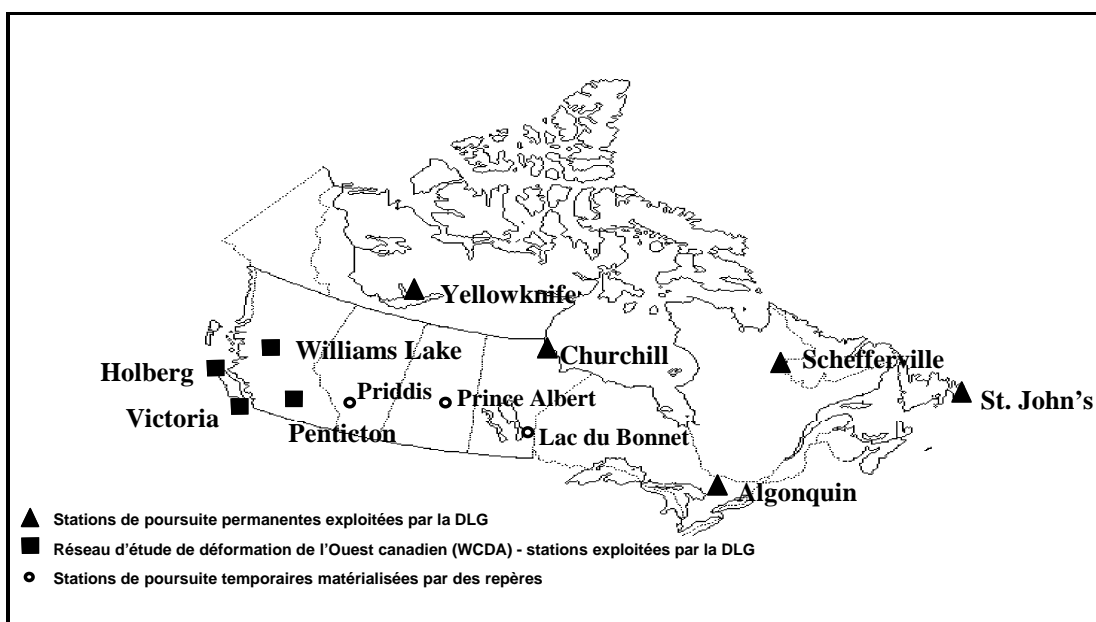 Yellowknife
Williams Lake
Churchill
Schefferville
Holberg
Priddis
Prince Albert
St. John's
Victoria
Penticton
Lac du Bonnet
Algonquin
Stations de poursuite permanentes exploitées par la DLG
Réseau d'étude de déformation de l'Ouest canadien (WCDA) - stations exploitées par la DLG
Stations de poursuite temporaires matérialisées par des repères